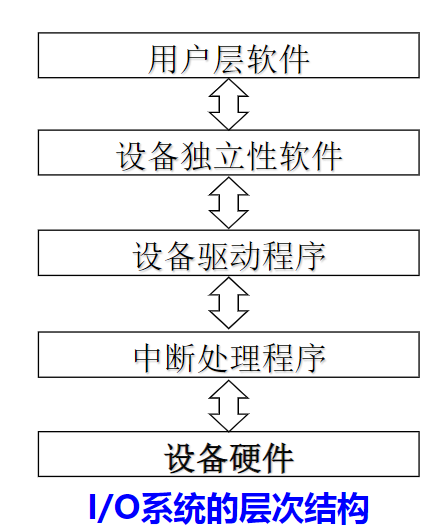 用户层软件
设备独立性软件
设备驱动程序
中断处理程序
设备硬件
I/O系统的层次结构